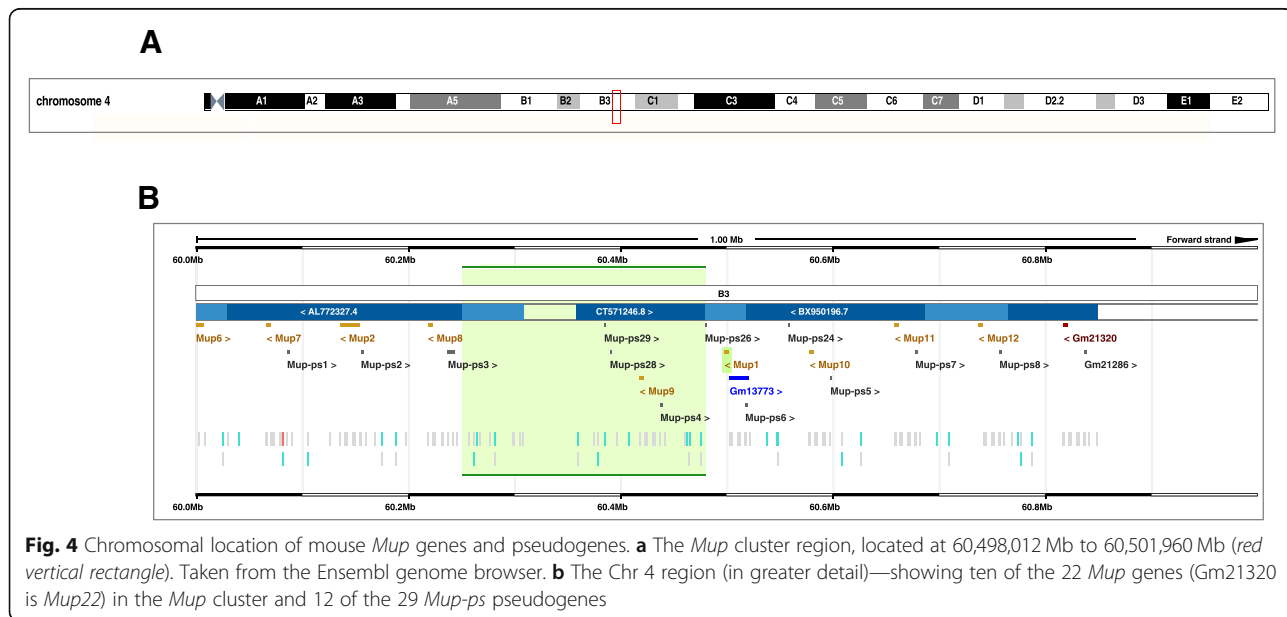 A
chromosome 4 A1 A2 A3 A5 B1 B2 B3 C1 C3 C4 C5 C6 C7 D1 D2.2 D3 E1 E2
B
1.00 Mb Forward strand
60.0Mb 60.2Mb 60.4Mb 60.6Mb 60.8Mb
B3
< AL772327.4 CT571246.8 > < BX950196.7
Mup6 > < Mup7 < Mup2 < Mup8 Mup-ps29 > Mup-ps26 > Mup-ps24 > < Mup11 < Mup12 < Gm21320
Mup-ps1 > Mup-ps2 > Mup-ps3 > Mup-ps28 > < Mup1 < Mup10 Mup-ps7 > Mup-ps8 > Gm21286 >
< Mup9 Gm13773 > Mup-ps5 >
Mup-ps4 > Mup-ps6 >
60.0Mb 60.2Mb 60.4Mb 60.6Mb 60.8Mb
Fig. 4 Chromosomal location of mouse Mup genes and pseudogenes. a The Mup cluster region, located at 60,498,012 Mb to 60,501,960 Mb (red
vertical rectangle). Taken from the Ensembl genome browser. b The Chr 4 region (in greater detail)—showing ten of the 22 Mup genes (Gm21320
is Mup22) in the Mup cluster and 12 of the 29 Mup-ps pseudogenes